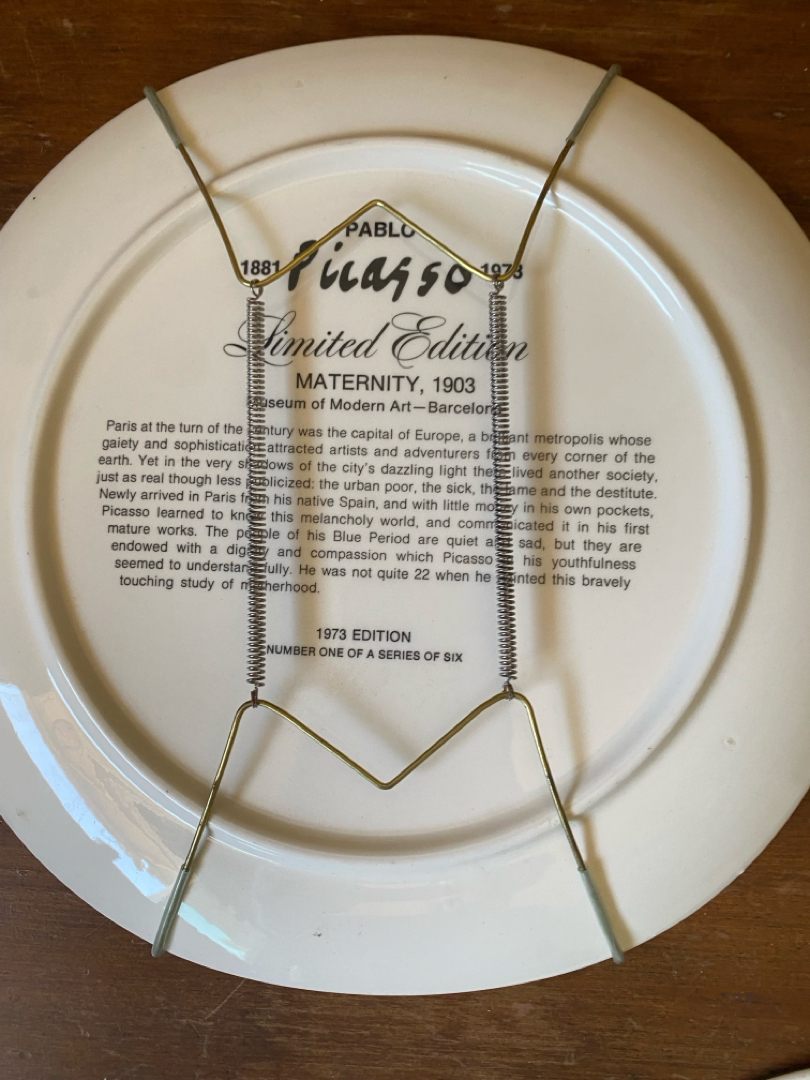 PABLO
1881 Picasso 1973
Limited Edition
MATERNITY, 1903
Museum of Modern Art—Barcelona
Paris at the turn of the century was the capital of Europe, a brilliant metropolis whose
gaiety and sophistication attracted artists and adventurers from every corner of the
earth. Yet in the very shadows of the city's dazzling light there lived another society,
just as real though less publicized: the urban poor, the sick, the lame and the destitute.
Newly arrived in Paris from his native Spain, and with little money in his own pockets,
Picasso learned to know this melancholy world, and communicated it in his first
mature works. The people of his Blue Period are quiet and sad, but they are
endowed with a dignity and compassion which Picasso in his youthfulness
seemed to understand fully. He was not quite 22 when he painted this bravely
touching study of motherhood.
1973 EDITION
NUMBER ONE OF A SERIES OF SIX